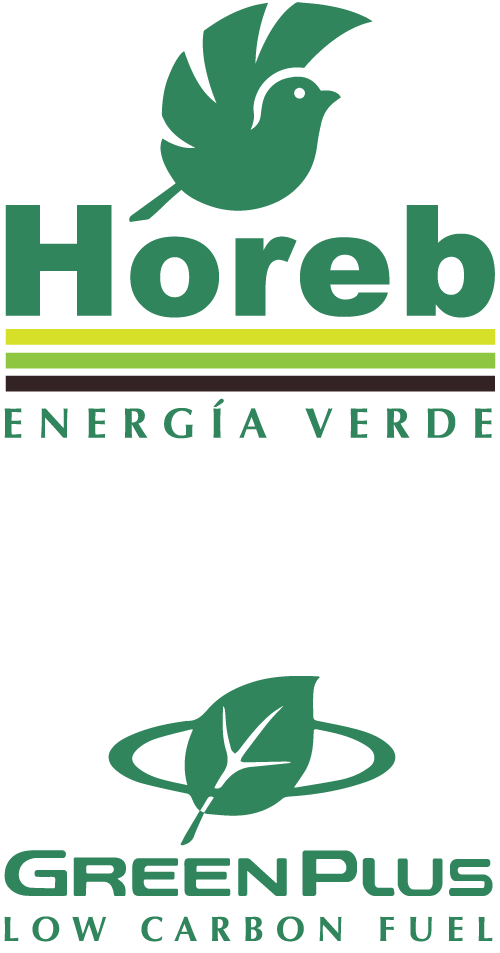 Horeb
ENERGÍA VERDE
GREENPLUS
LOW CARBON FUEL